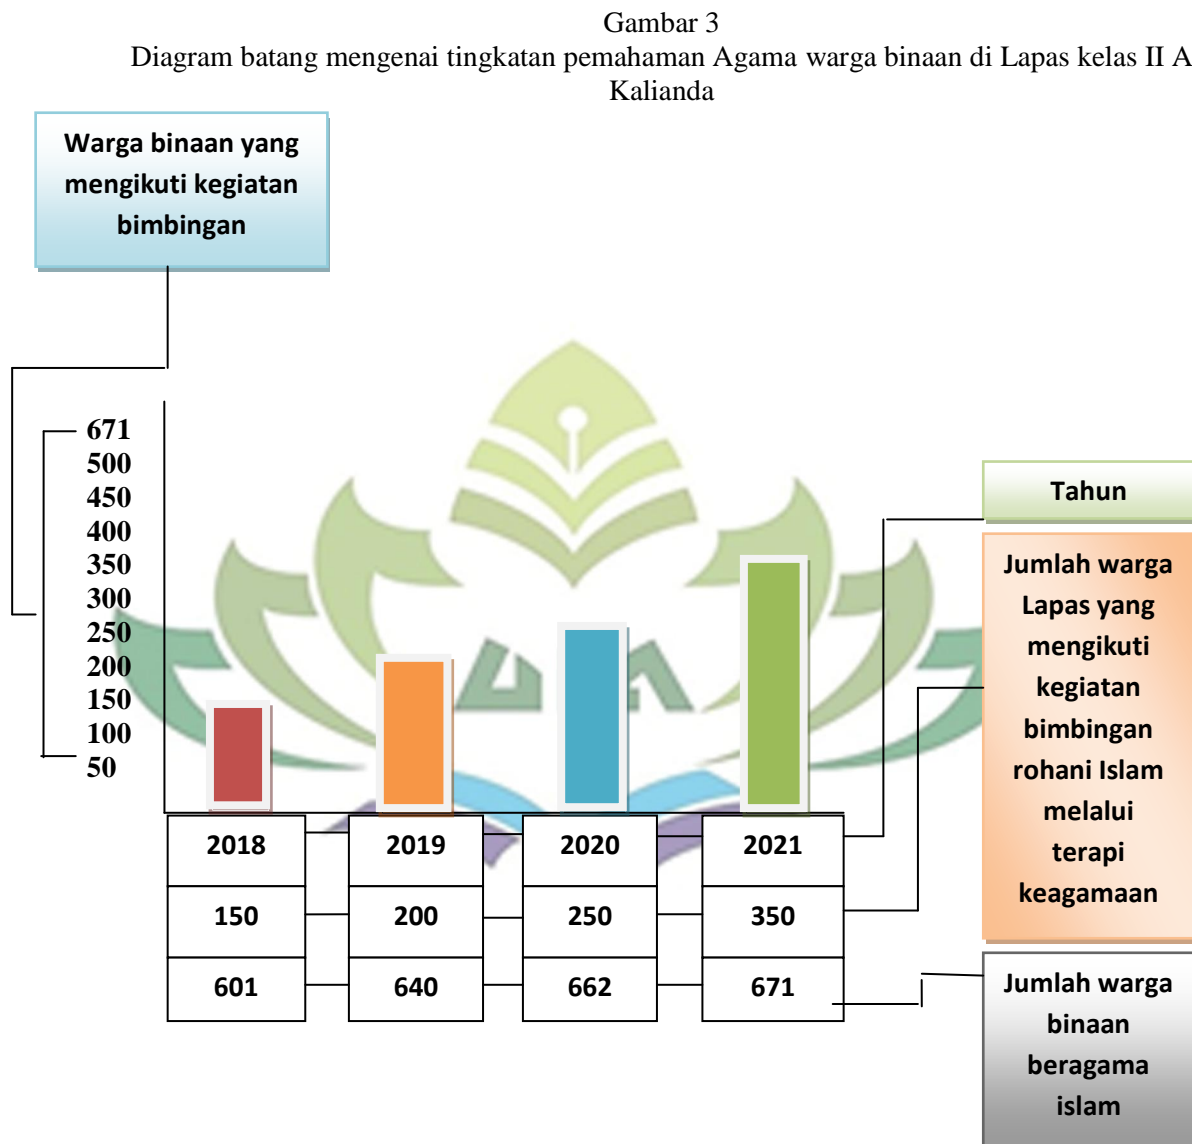 Gambar 3
Diagram batang mengenai tingkatan pemahaman Agama warga binaan di Lapas kelas II A
Kalianda
Warga binaan yang
mengikuti kegiatan
bimbingan
671
500
450
400
350
300
250
200
150
100
50
Tahun
Jumlah warga
Lapas yang
mengikuti
kegiatan
bimbingan
rohani Islam
melalui
terapi
keagamaan
2018 2019 2020 2021
150 200 250 350
601 640 662 671
Jumlah warga
binaan
beragama
islam